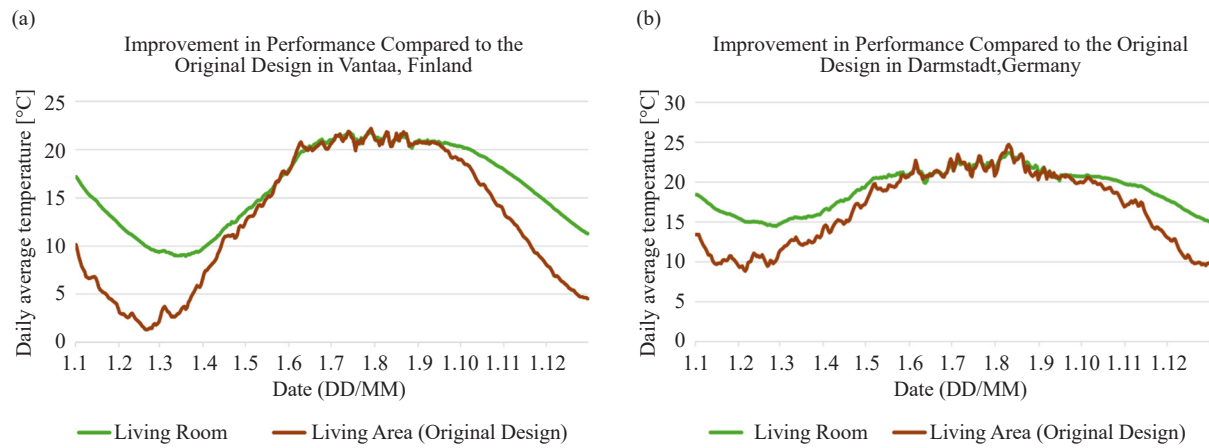 (a)
Improvement in Performance Compared to the
Original Design in Vantaa, Finland
Daily average temperature [°C]
25
20
15
10
5
0
1.1 1.2 1.3 1.4 1.5 1.6 1.7 1.8 1.9 1.10 1.11 1.12
Date (DD/MM)
Living Room Living Area (Original Design)
(b)
Improvement in Performance Compared to the Original
Design in Darmstadt,Germany
Daily average temperature [°C]
30
25
20
15
10
5
0
1.1 1.2 1.3 1.4 1.5 1.6 1.7 1.8 1.9 1.10 1.11 1.12
Date (DD/MM)
Living Room Living Area (Original Design)